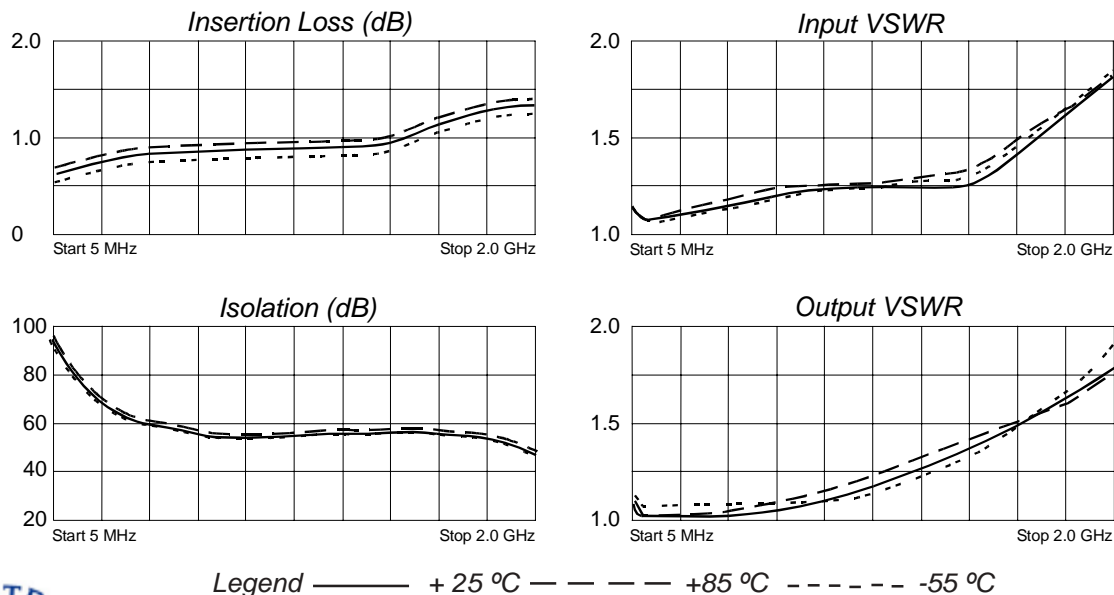 Insertion Loss (dB)
2.0
1.0
0
Start 5 MHz
Stop 2.0 GHz
Input VSWR
2.0
1.5
1.0
Start 5 MHz
Stop 2.0 GHz
Isolation (dB)
100
80
60
40
20
Start 5 MHz
Stop 2.0 GHz
Output VSWR
2.0
1.5
1.0
Start 5 MHz
Stop 2.0 GHz
Legend + 25 ºC +85 ºC -55 ºC